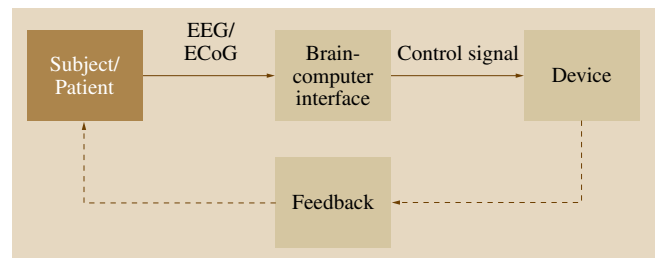 Subject/
Patient
EEG/
ECoG
Brain-
computer
interface
Control signal
Device
Feedback